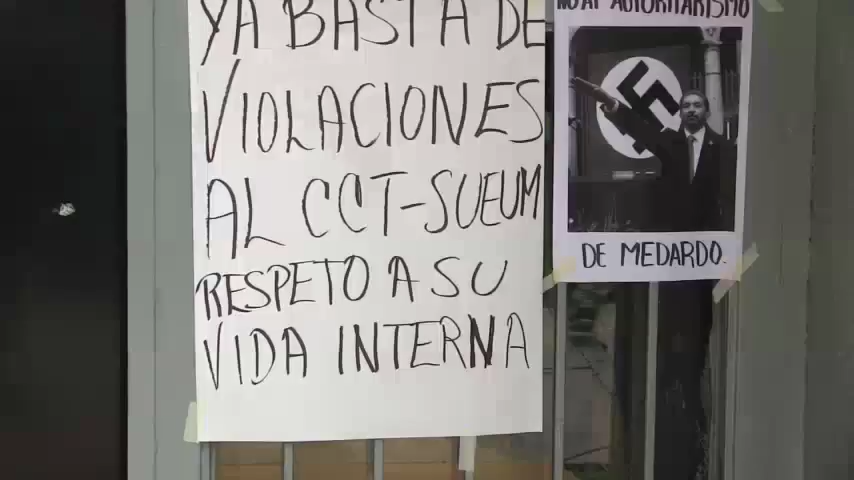 YA BASTA DE
VIOLACIONES
AL CCT-SUEUM
RESPETO A SU
VIDA INTERNA
NO AL AUTORITARISMO
DE MEDARDO.